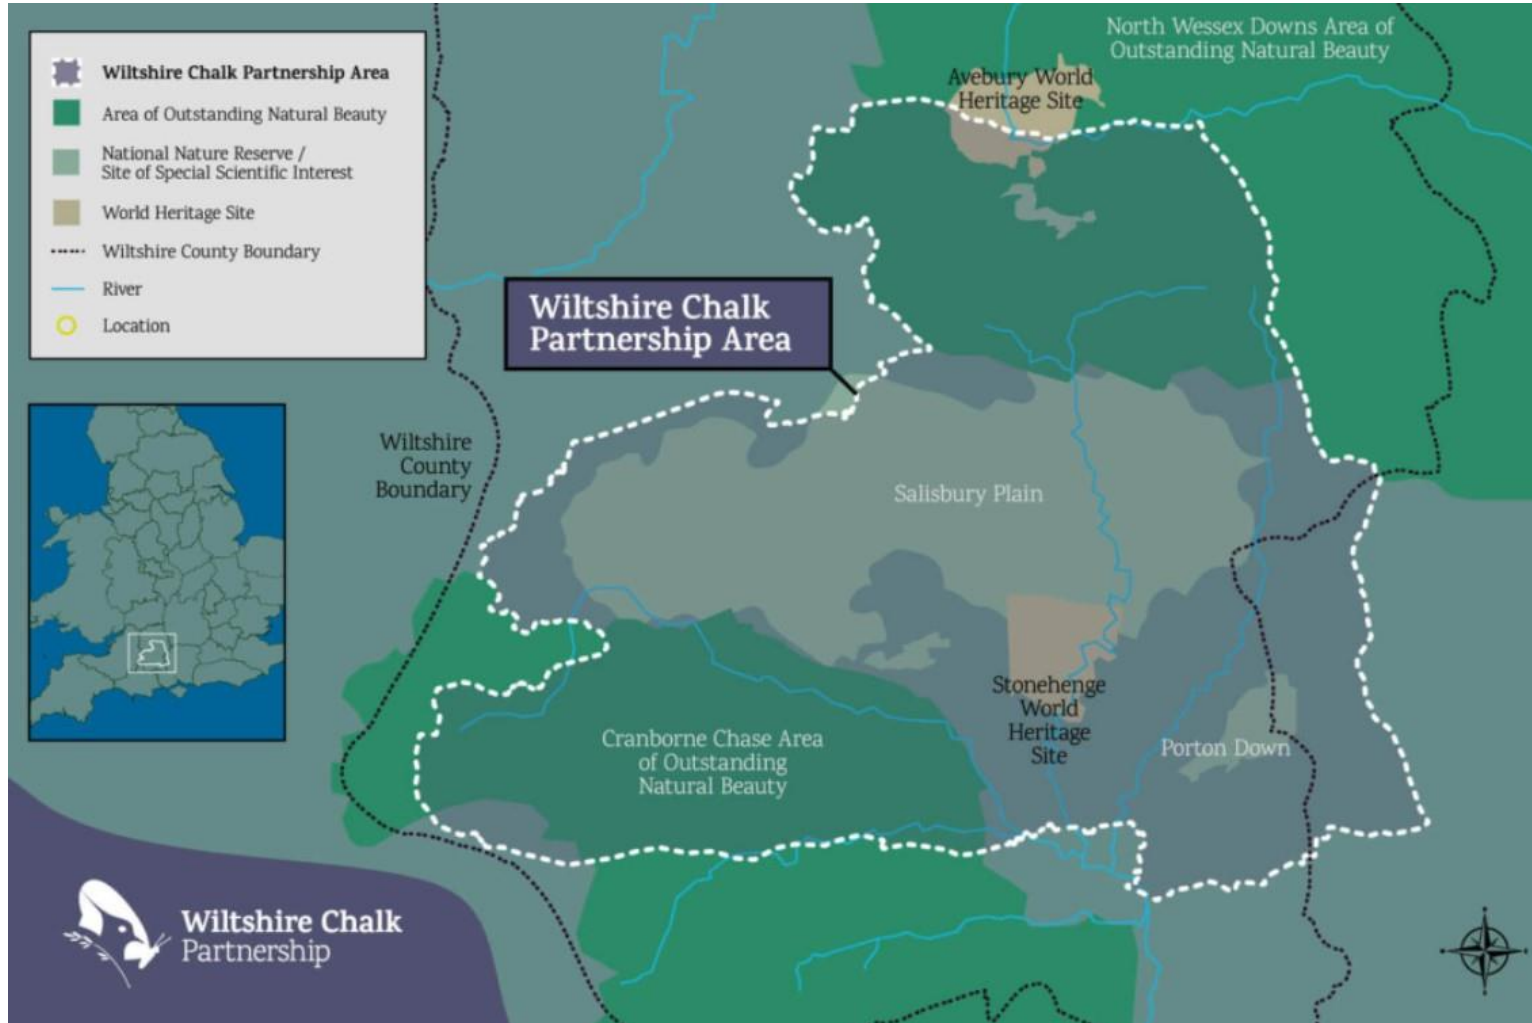 Wiltshire Chalk Partnership Area
Area of Outstanding Natural Beauty
National Nature Reserve /
Site of Special Scientific Interest
World Heritage Site
Wiltshire County Boundary
River
Location
North Wessex Downs Area of
Outstanding Natural Beauty
Avebury World
Heritage Site
Wiltshire Chalk
Partnership Area
Wiltshire
County
Boundary
Salisbury Plain
Stonehenge
World
Heritage
Site
Porton Down
Cranborne Chase Area
of Outstanding
Natural Beauty
Wiltshire Chalk
Partnership